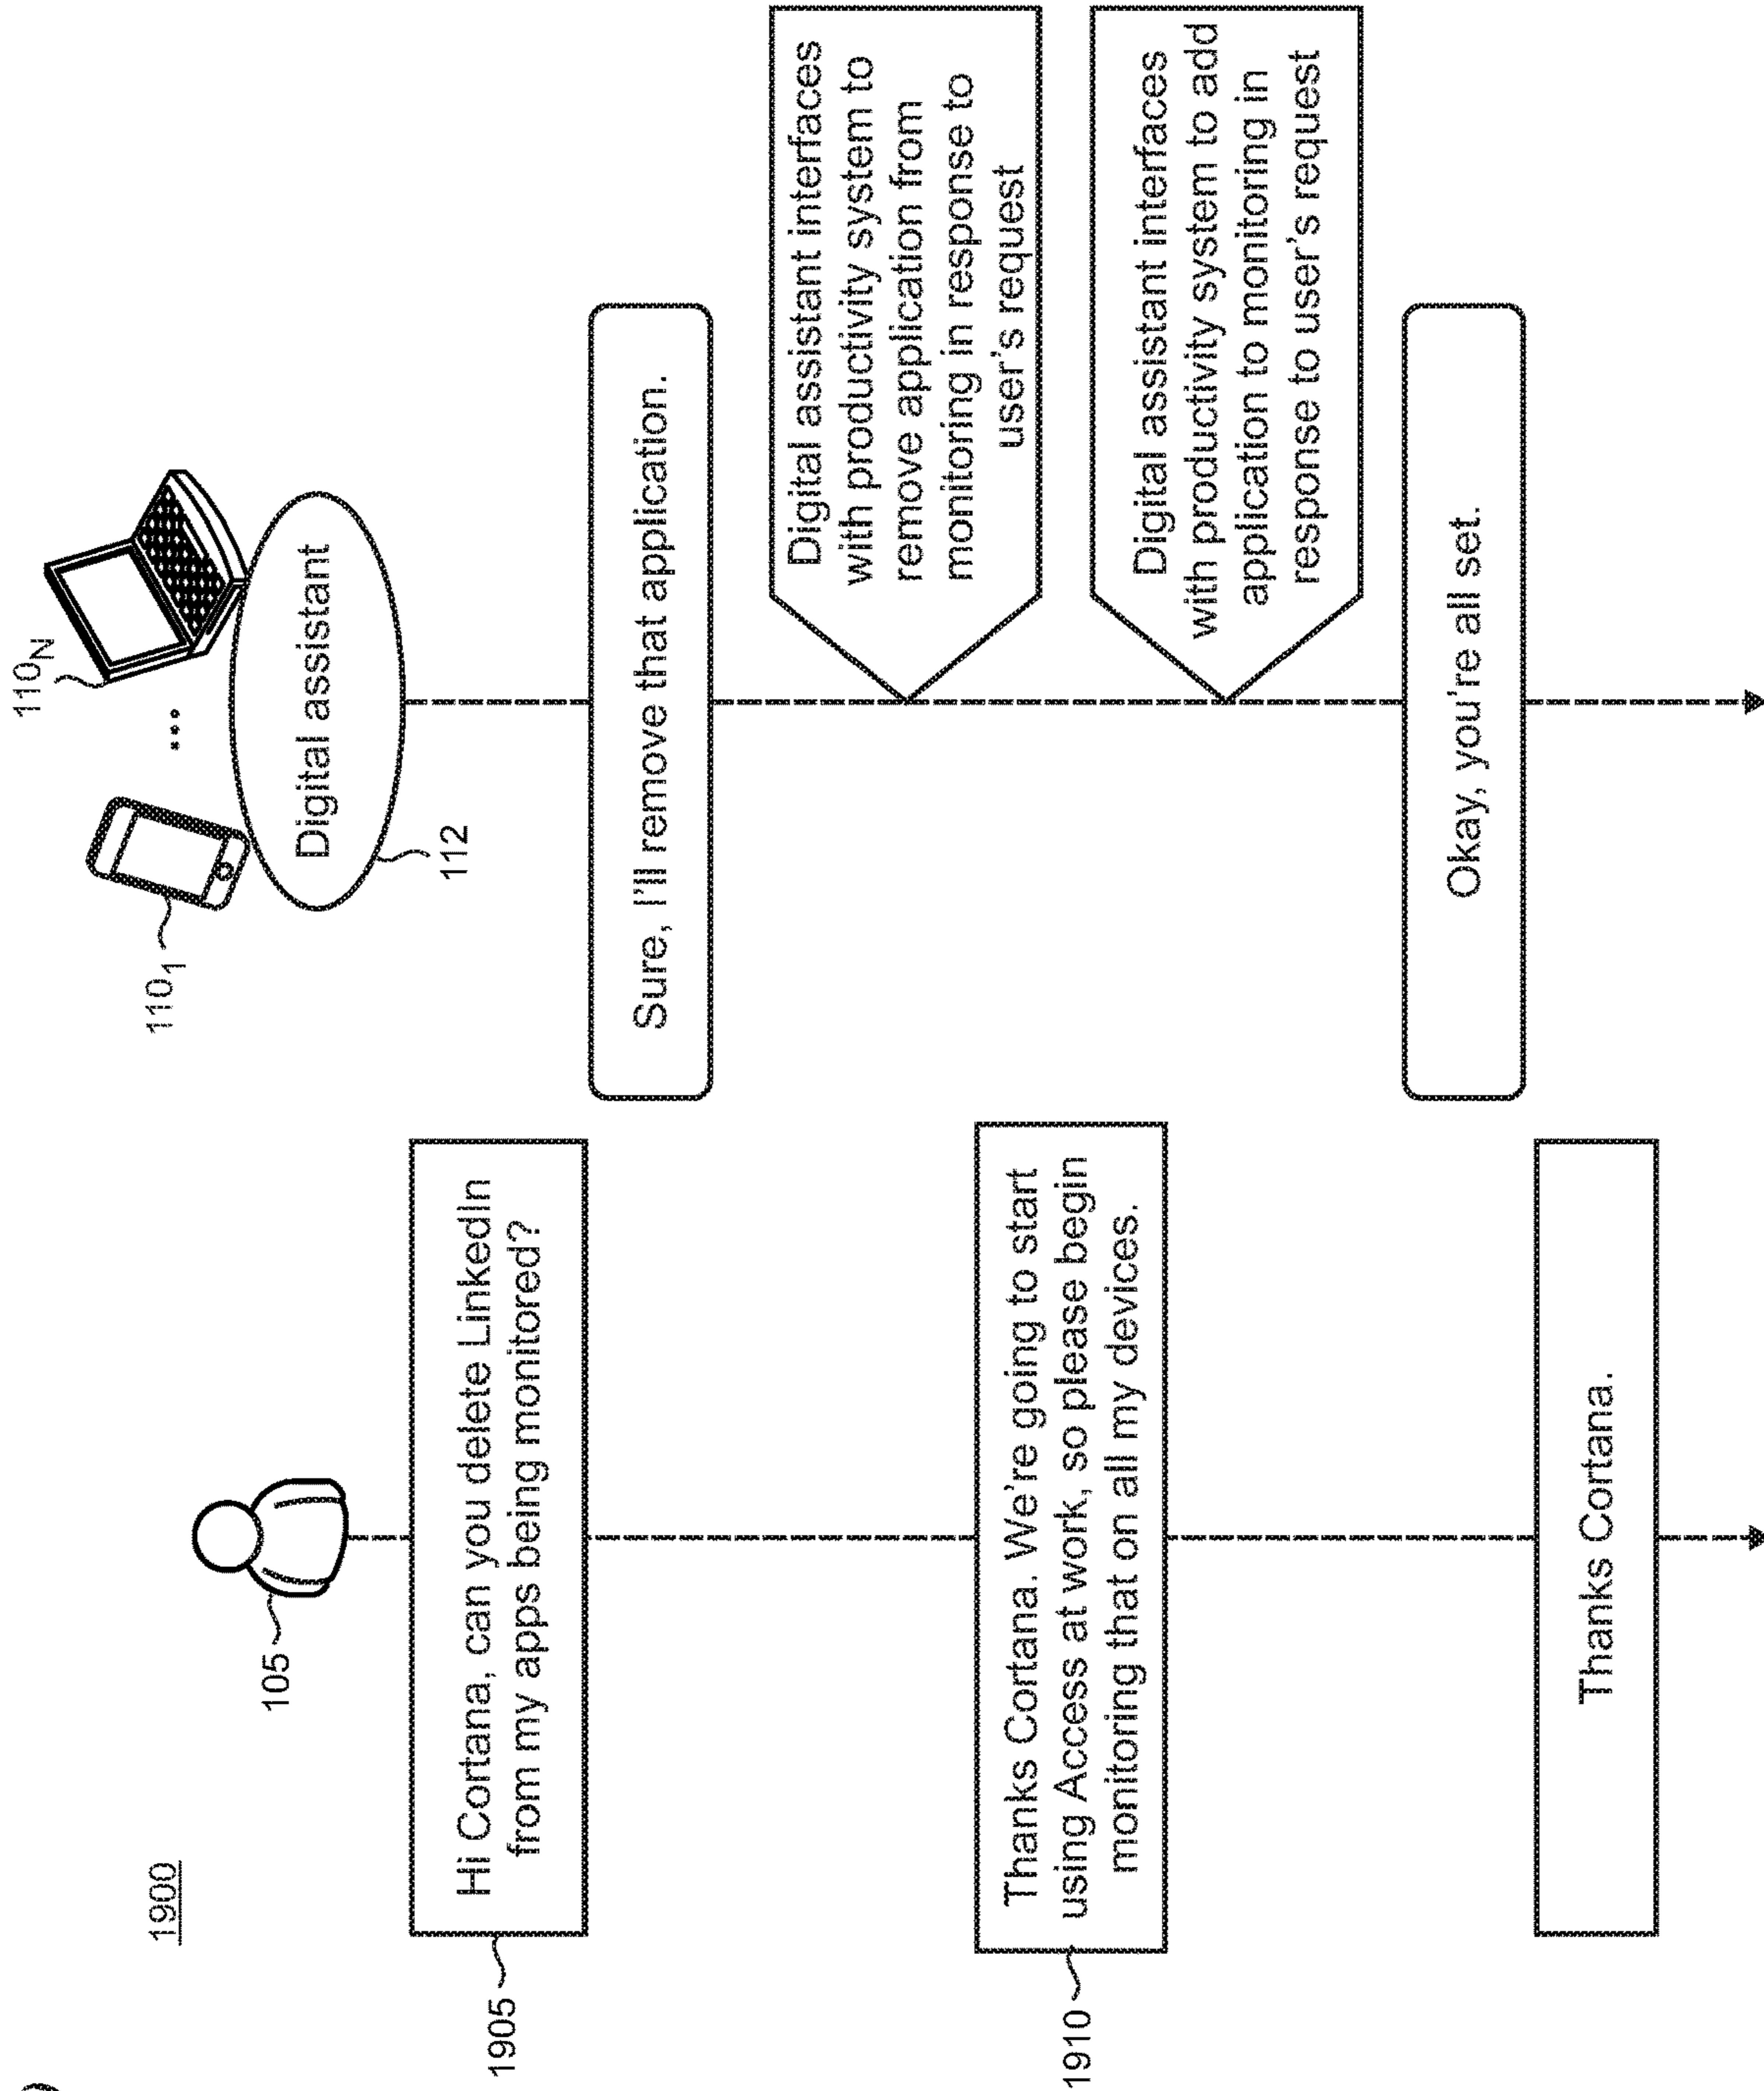 1900
105
110₁
...
110N
Digital assistant
112
1905
Hi Cortana, can you delete LinkedIn
from my apps being monitored?
Sure, I'll remove that application.
Digital assistant interfaces
with productivity system to
remove application from
monitoring in response to
user's request
1910
Thanks Cortana. We're going to start
using Access at work, so please begin
monitoring that on all my devices.
Digital assistant interfaces
with productivity system to add
application to monitoring in
response to user's request
Okay, you're all set.
Thanks Cortana.